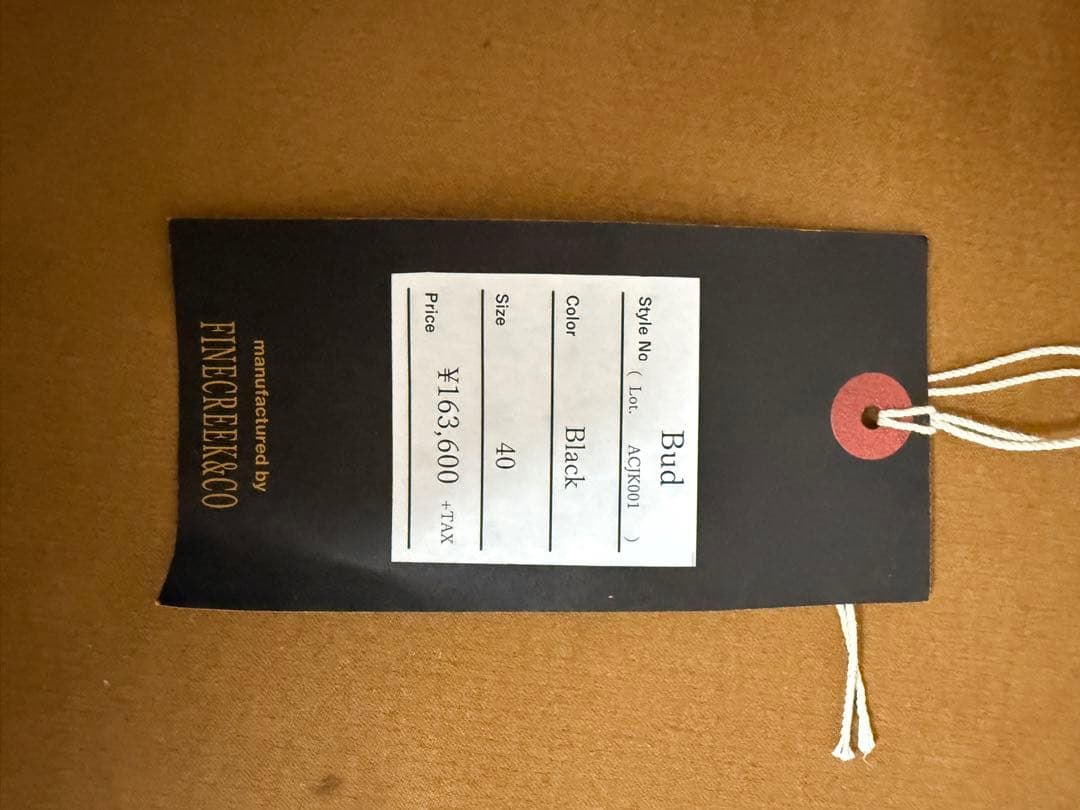 Bud
Style No ( Lot. ACJK001 )
Color Black
Size 40
Price ¥163,600 +TAX
manufactured by
FINECREEK&CO